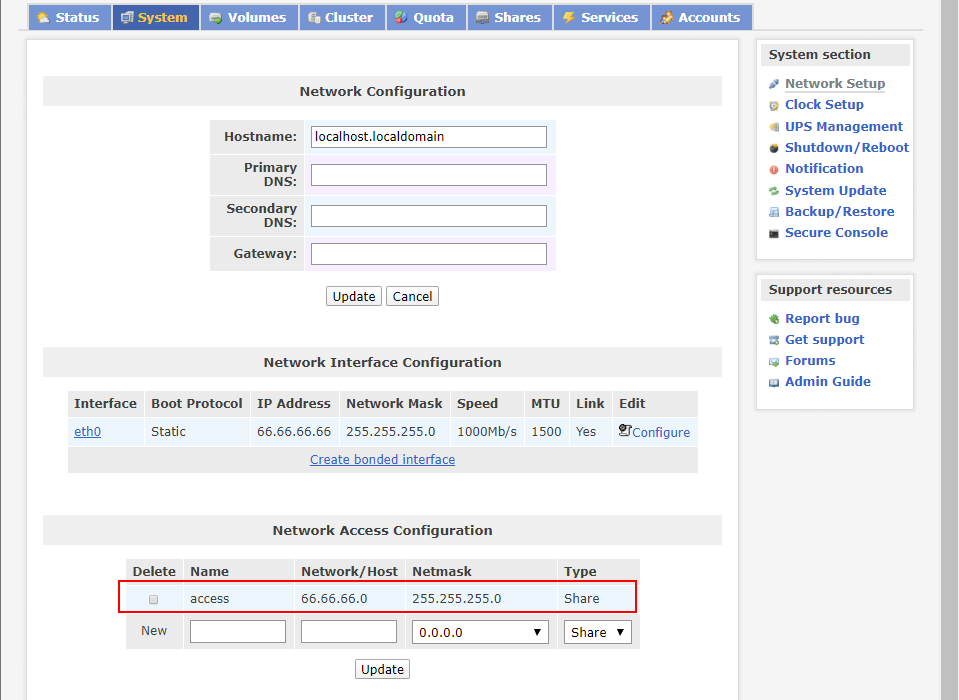 Status System Volumes Cluster Quota Shares Services Accounts
Network Configuration
Hostname: localhost.localdomain
Primary
DNS:
Secondary
DNS:
Gateway:
Update Cancel
Network Interface Configuration
Interface Boot Protocol IP Address Network Mask Speed MTU Link Edit
eth0 Static 66.66.66.66 255.255.255.0 1000Mb/s 1500 Yes Configure
Create bonded interface
Network Access Configuration
Delete Name Network/Host Netmask Type
access 66.66.66.0 255.255.255.0 Share
New 0.0.0.0 Share
Update
System section
Network Setup
Clock Setup
UPS Management
Shutdown/Reboot
Notification
System Update
Backup/Restore
Secure Console
Support resources
Report bug
Get support
Forums
Admin Guide